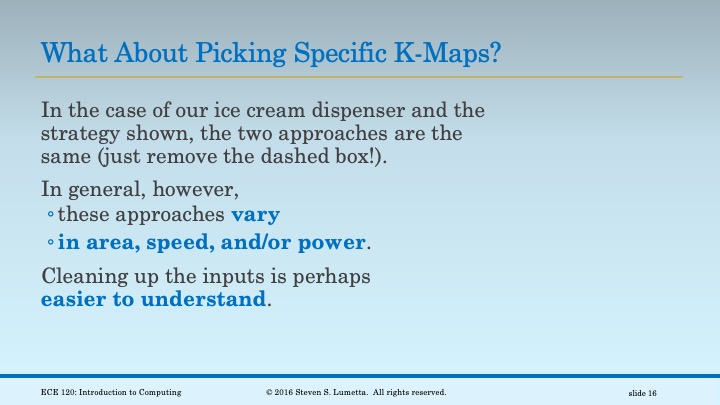 What About Picking Specific K-Maps?
In the case of our ice cream dispenser and the
strategy shown, the two approaches are the
same (just remove the dashed box!).
In general, however,
◦these approaches vary
◦in area, speed, and/or power.
Cleaning up the inputs is perhaps
easier to understand.
ECE 120: Introduction to Computing
© 2016 Steven S. Lumetta. All rights reserved.
slide 16